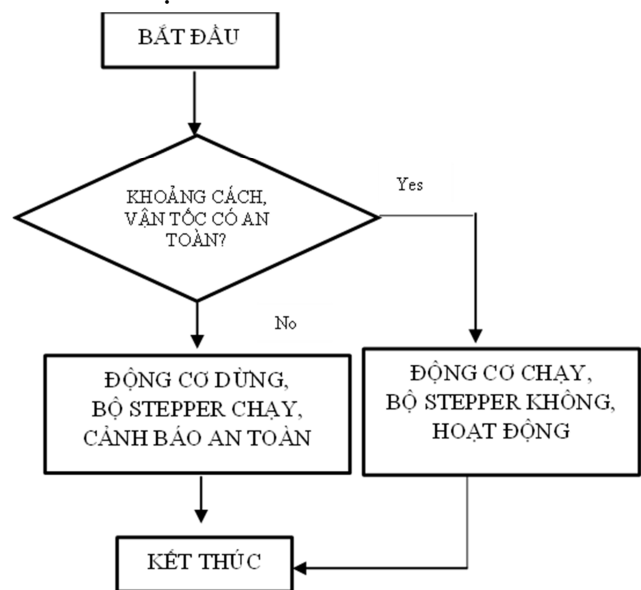 BẮT ĐẦU
KHOẢNG CÁCH,
VẬN TỐC CÓ AN
TOÀN?
Yes
No
ĐỘNG CƠ DỪNG,
BỘ STEPPER CHẠY,
CẢNH BÁO AN TOÀN
ĐỘNG CƠ CHẠY,
BỘ STEPPER KHÔNG,
HOẠT ĐỘNG
KẾT THÚC